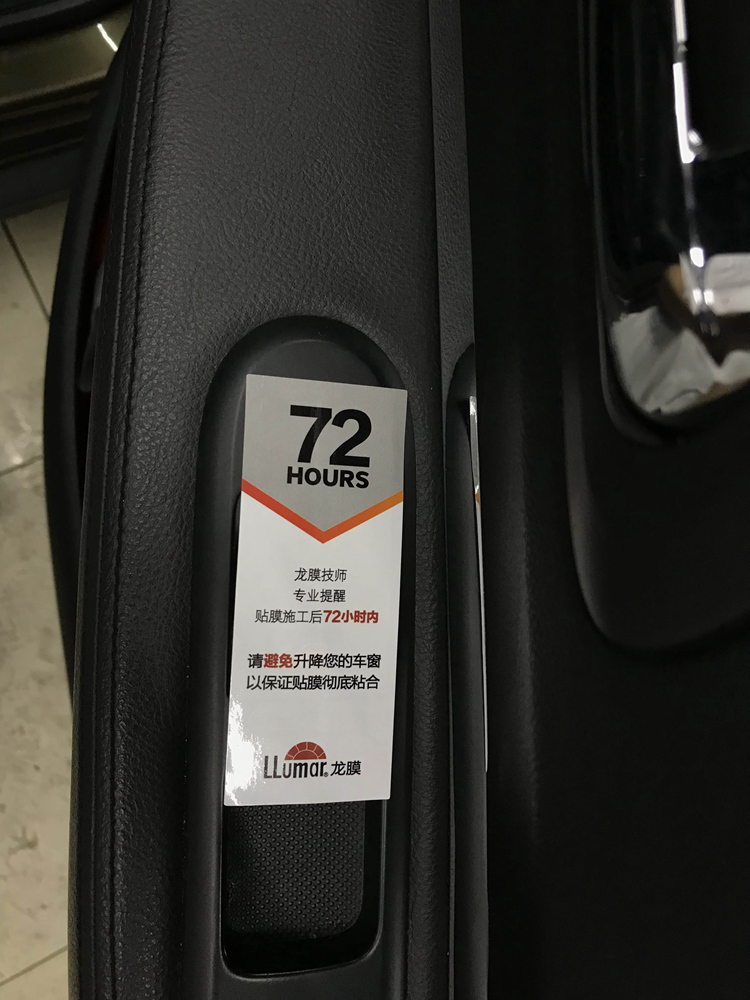 72
HOURS
龙膜技师
专业提醒
贴膜施工后72小时内
请避免升降您的车窗
以保证贴膜彻底粘合
LLumar®龙膜